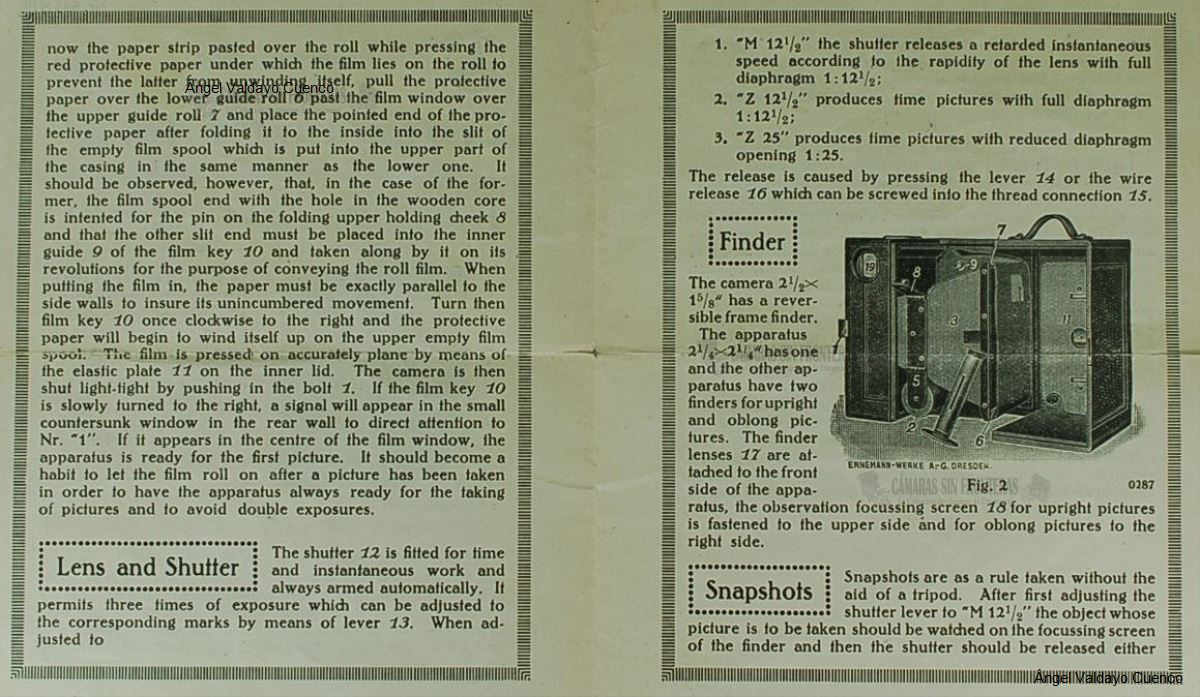 now the paper strip pasted over the roll while pressing the
red protective paper under which the film lies on the roll to
prevent the latter from unwinding itself, pull the protective
Ángel Valdayo Cuenco
paper over the lower guide roll 6 past the film window over
the upper guide roll 7 and place the pointed end of the pro-
tective paper after folding it to the inside into the slit of
the empty film spool which is put into the upper part of
the casing in the same manner as the lower one. It
should be observed, however, that, in the case of the for-
mer, the film spool end with the hole in the wooden core
is intented for the pin on the folding upper holding cheek 8
and that the other slit end must be placed into the inner
guide 9 of the film key 10 and taken along by it on its
revolutions for the purpose of conveying the roll film. When
putting the film in, the paper must be exactly parallel to the
side walls to insure its unincumbered movement. Turn then
film key 10 once clockwise to the right and the protective
paper will begin to wind itself up on the upper empty film
spool. The film is pressed on accurately plane by means of
the elastic plate 11 on the inner lid. The camera is then
shut light-tight by pushing in the bolt 1. If the film key 10
is slowly turned to the right, a signal will appear in the small
countersunk window in the rear wall to direct attention to
Nr. "1". If it appears in the centre of the film window, the
apparatus is ready for the first picture. It should become a
habit to let the film roll on after a picture has been taken
in order to have the apparatus always ready for the taking
of pictures and to avoid double exposures.
Lens and Shutter
The shutter 12 is fitted for time
and instantaneous work and
always armed automatically. It
permits three times of exposure which can be adjusted to
the corresponding marks by means of lever 13. When ad-
justed to
1. "M 12½" the shutter releases a retarded instantaneous
speed according to the rapidity of the lens with full
diaphragm 1:12½;
2. "Z 12½" produces time pictures with full diaphragm
1:12½;
3. "Z 25" produces time pictures with reduced diaphragm
opening 1:25.
The release is caused by pressing the lever 14 or the wire
release 16 which can be screwed into the thread connection 15.
Finder
The camera 2½×
1⅝" has a rever-
sible frame finder.
The apparatus
2¼×2¼" has one
and the other ap-
paratus have two
finders for upright
and oblong pic-
tures. The finder
lenses 17 are at-
tached to the front
side of the appa-
ratus, the observation focussing screen 18 for upright pictures
is fastened to the upper side and for oblong pictures to the
right side.
7
19
8
9
3
11
1
5
2
6
ERNEMANN-WERKE A.-G. DRESDEN.
Fig. 2
0287
CÁMARAS SIN FRONTERAS
CÁMARAS SIN FRONTERAS
Snapshots
Snapshots are as a rule taken without the
aid of a tripod. After first adjusting the
shutter lever to "M 12½" the object whose
picture is to be taken should be watched on the focussing screen
of the finder and then the shutter should be released either
Ángel Valdayo Cuenco